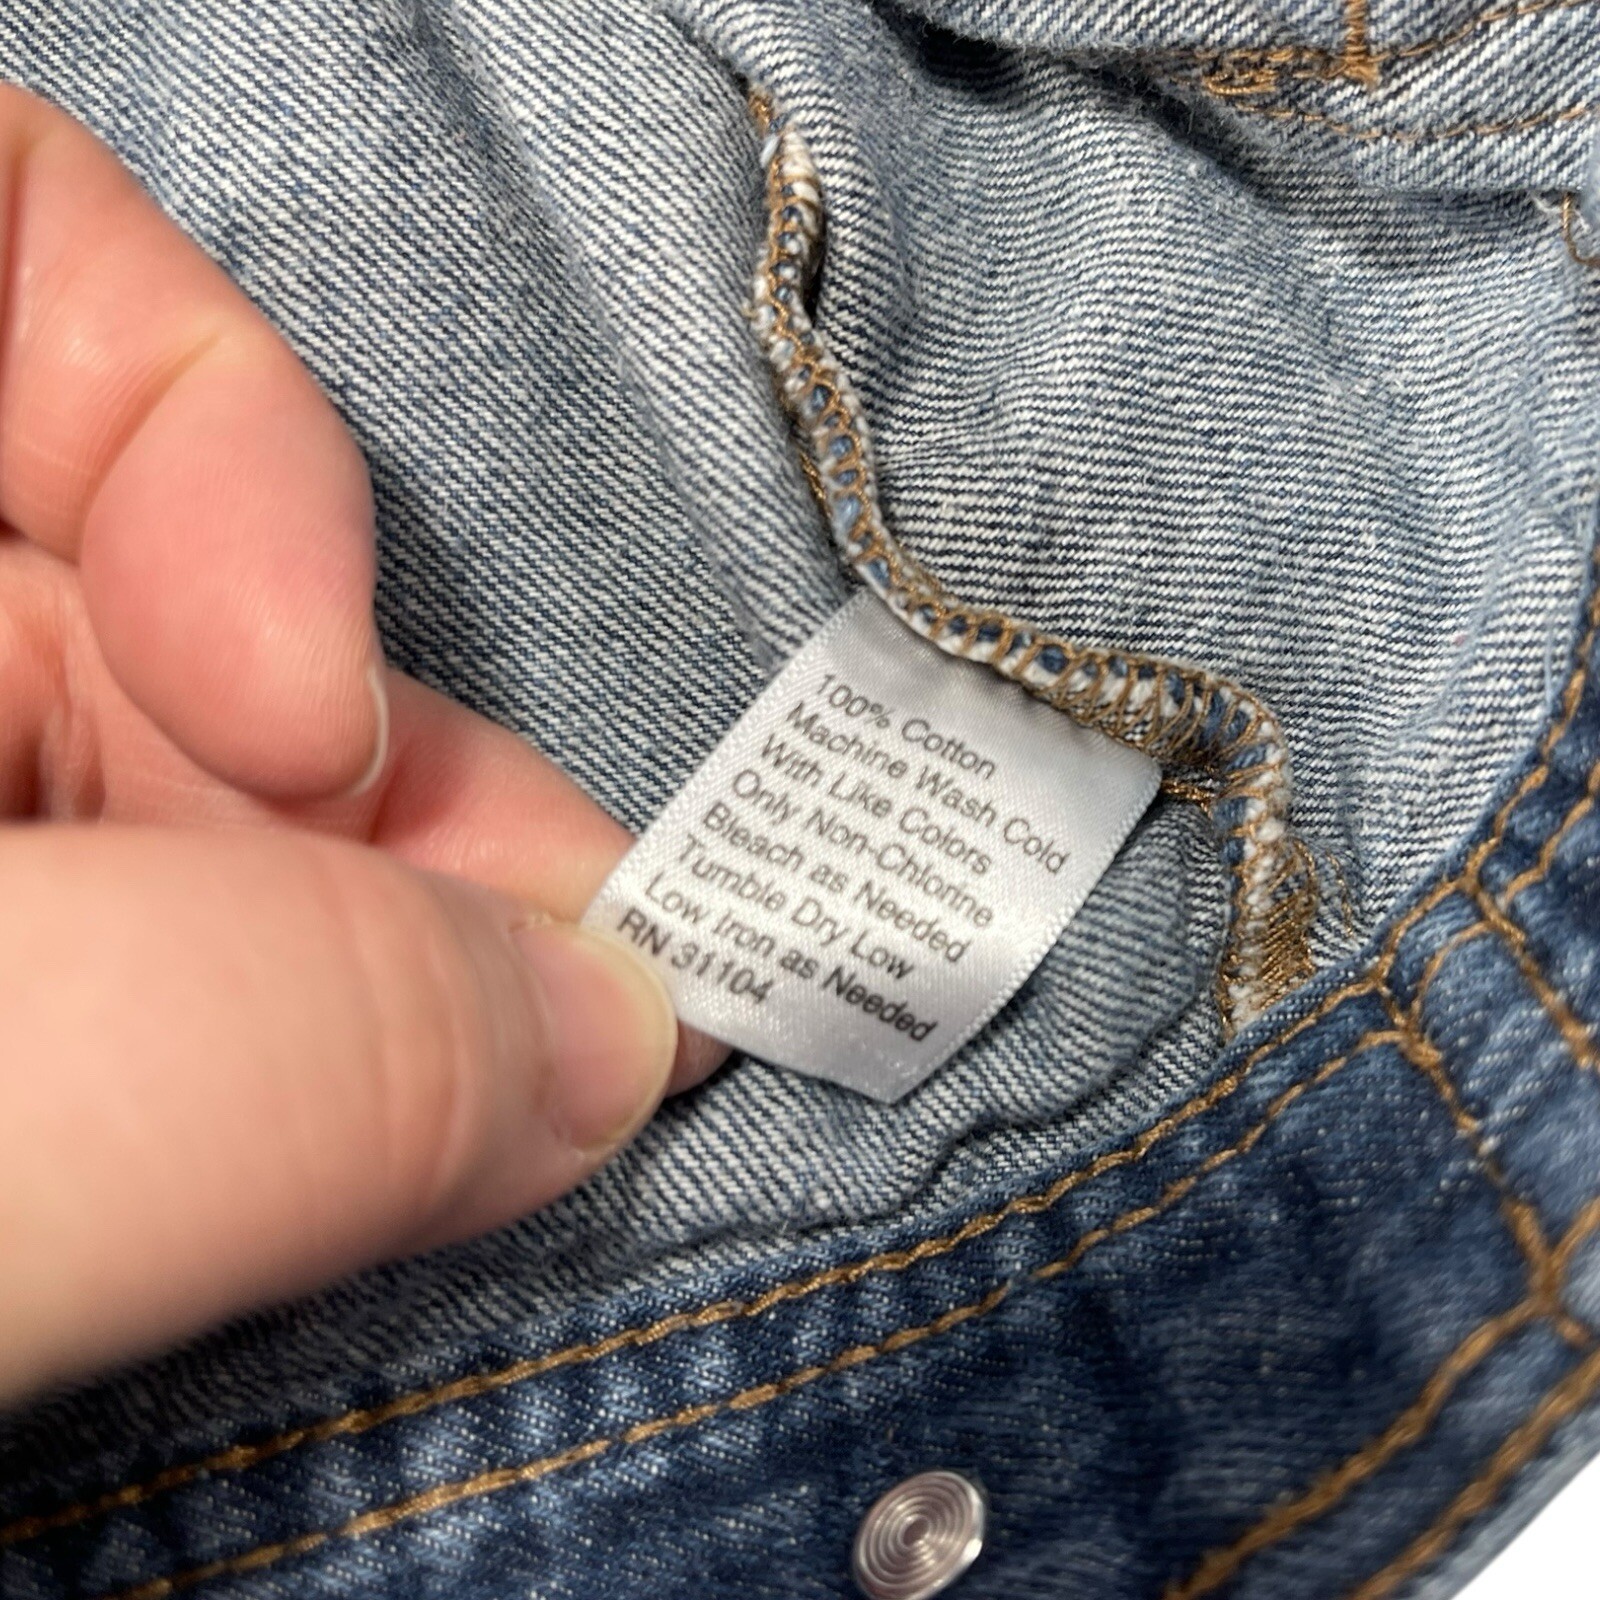 100% Cotton
Machine Wash Cold
With Like Colors
Only Non-Chlorine
Bleach as Needed
Tumble Dry Low
Low Iron as Needed
RN 31104